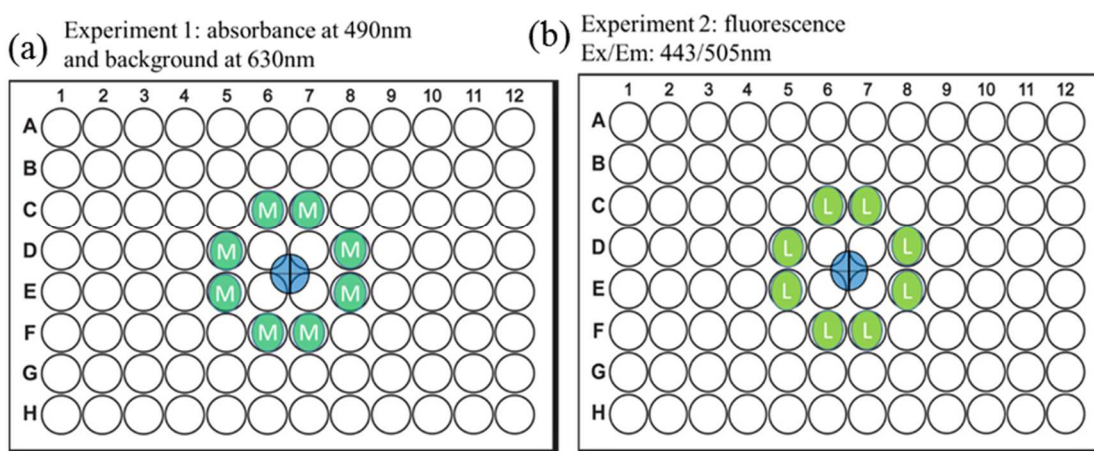 (a) Experiment 1: absorbance at 490nm
and background at 630nm
1 2 3 4 5 6 7 8 9 10 11 12
A
B
C M M
D M M
E M M
F M M
G
H
(b) Experiment 2: fluorescence
Ex/Em: 443/505nm
1 2 3 4 5 6 7 8 9 10 11 12
A
B
C L L
D L L
E L L
F L L
G
H